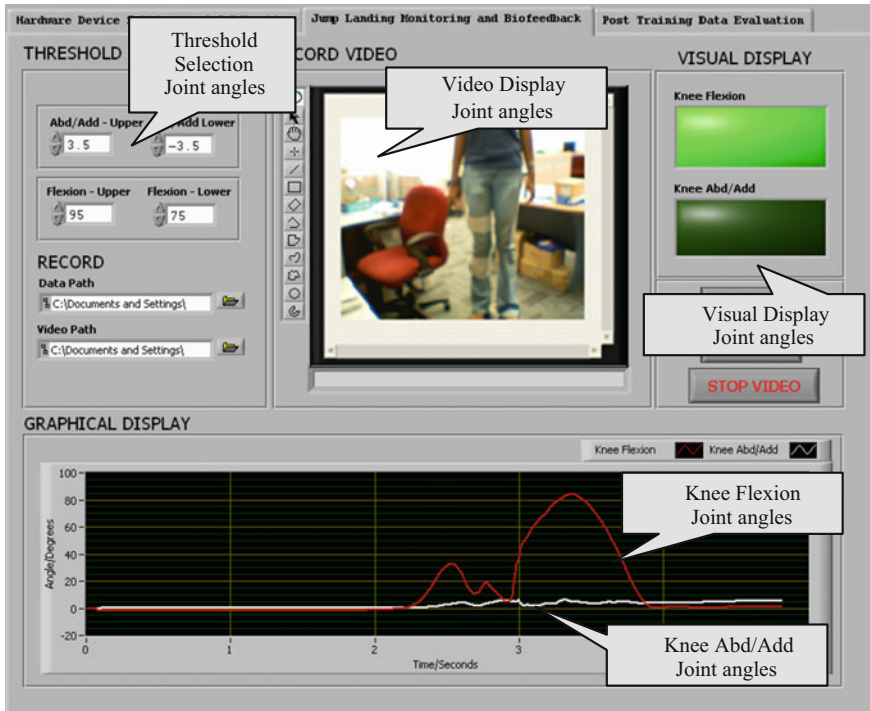 Hardware Device
Jump Landing Monitoring and Biofeedback
Post Training Data Evaluation
THRESHOLD
Threshold
Selection
Joint angles
CORD VIDEO
Video Display
Joint angles
VISUAL DISPLAY
Abd/Add - Upper
Add Lower
3.5
-3.5
Flexion - Upper
Flexion - Lower
95
75
RECORD
Data Path
C:\Documents and Settings\
Video Path
C:\Documents and Settings\
Knee Flexion
Knee Abd/Add
Visual Display
Joint angles
STOP VIDEO
GRAPHICAL DISPLAY
Knee Flexion
Knee Abd/Add
Knee Flexion
Joint angles
Knee Abd/Add
Joint angles
Angle/Degrees
100
80
60
40
20
0
-20
0
1
2
3
Time/Seconds